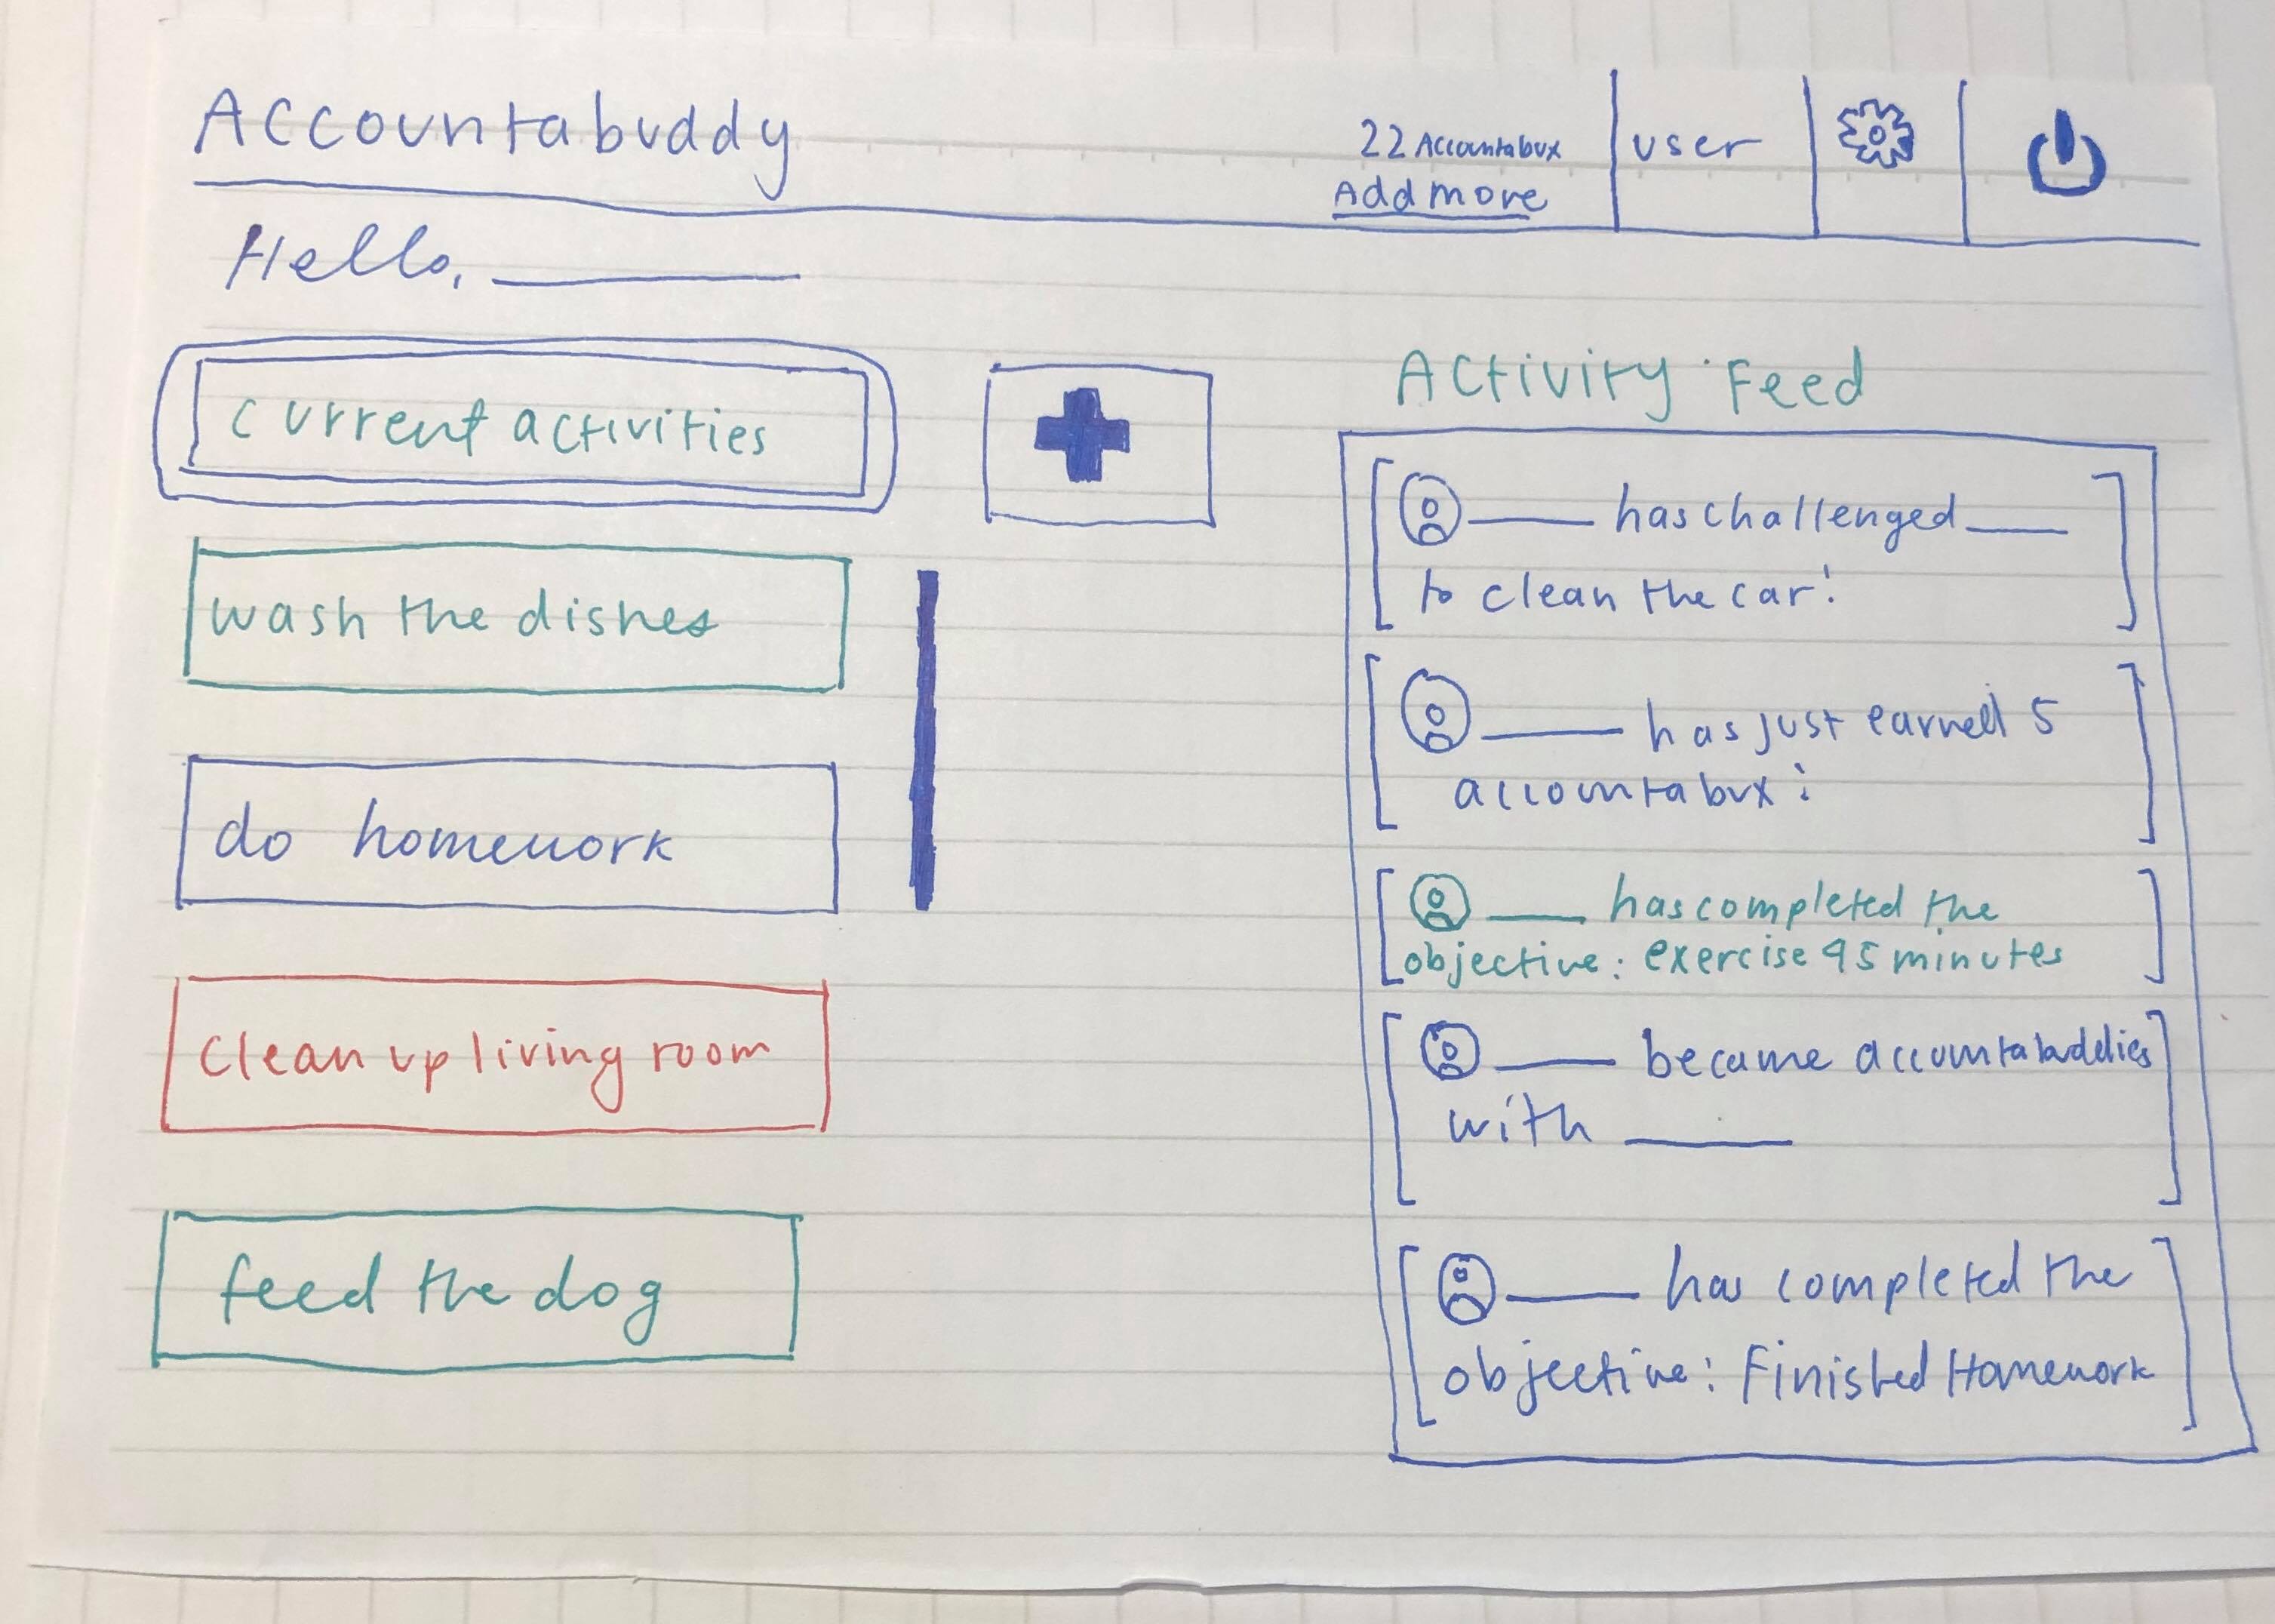 Accountabuddy
22 Accountabux
Add more
user
Hello, ________
current activities
wash the dishes
do homework
clean up living room
feed the dog
Activity Feed
____ has challenged ____
to clean the car!
____ has just earned 5
accountabux!
____ has completed the
objective: exercise 45 minutes
____ became accountabuddies
with ____
____ has completed the
objective: Finished Homework